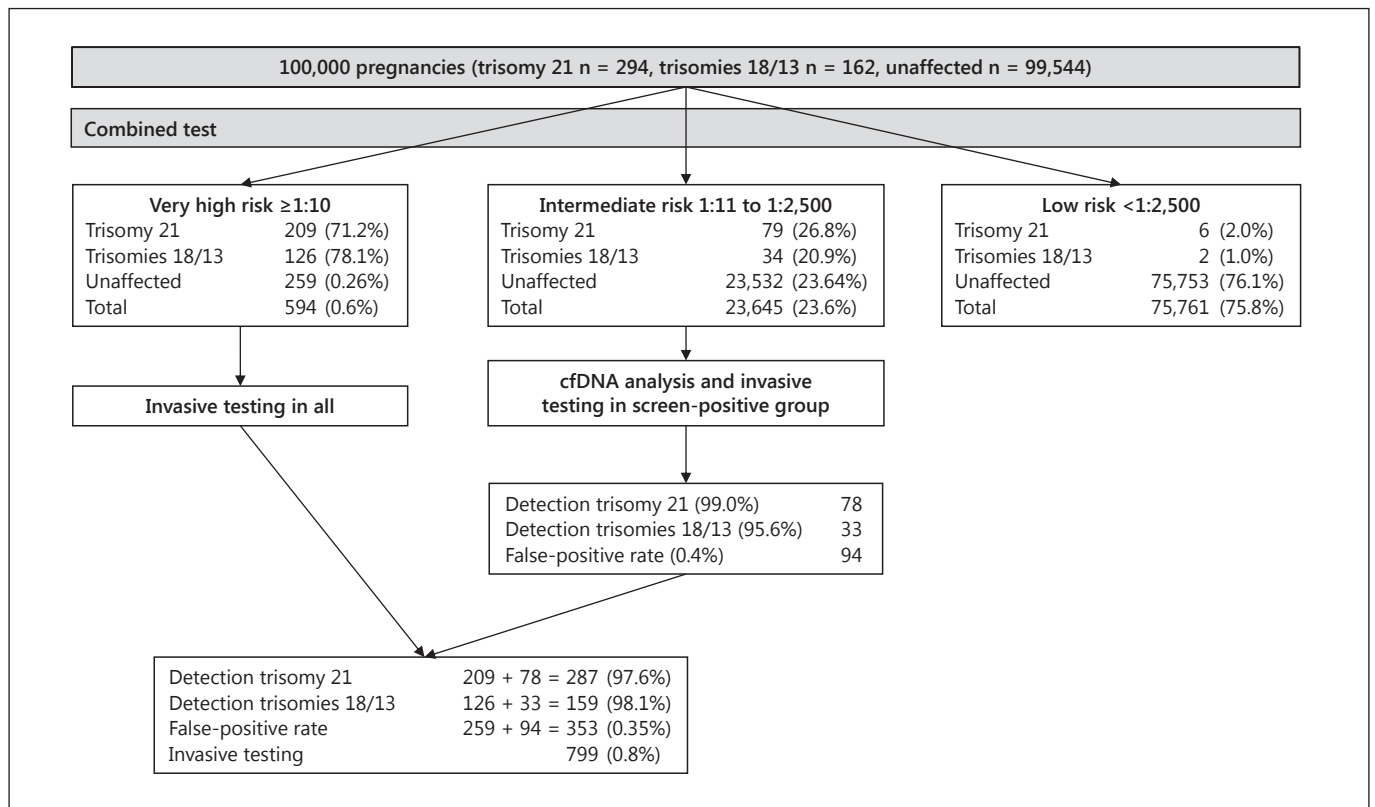 100,000 pregnancies (trisomy 21 n = 294, trisomies 18/13 n = 162, unaffected n = 99,544)
Combined test
Very high risk ≥1:10
Trisomy 21 209 (71.2%)
Trisomies 18/13 126 (78.1%)
Unaffected 259 (0.26%)
Total 594 (0.6%)
Intermediate risk 1:11 to 1:2,500
Trisomy 21 79 (26.8%)
Trisomies 18/13 34 (20.9%)
Unaffected 23,532 (23.64%)
Total 23,645 (23.6%)
Low risk <1:2,500
Trisomy 21 6 (2.0%)
Trisomies 18/13 2 (1.0%)
Unaffected 75,753 (76.1%)
Total 75,761 (75.8%)
Invasive testing in all
cfDNA analysis and invasive
testing in screen-positive group
Detection trisomy 21 (99.0%) 78
Detection trisomies 18/13 (95.6%) 33
False-positive rate (0.4%) 94
Detection trisomy 21 209 + 78 = 287 (97.6%)
Detection trisomies 18/13 126 + 33 = 159 (98.1%)
False-positive rate 259 + 94 = 353 (0.35%)
Invasive testing 799 (0.8%)